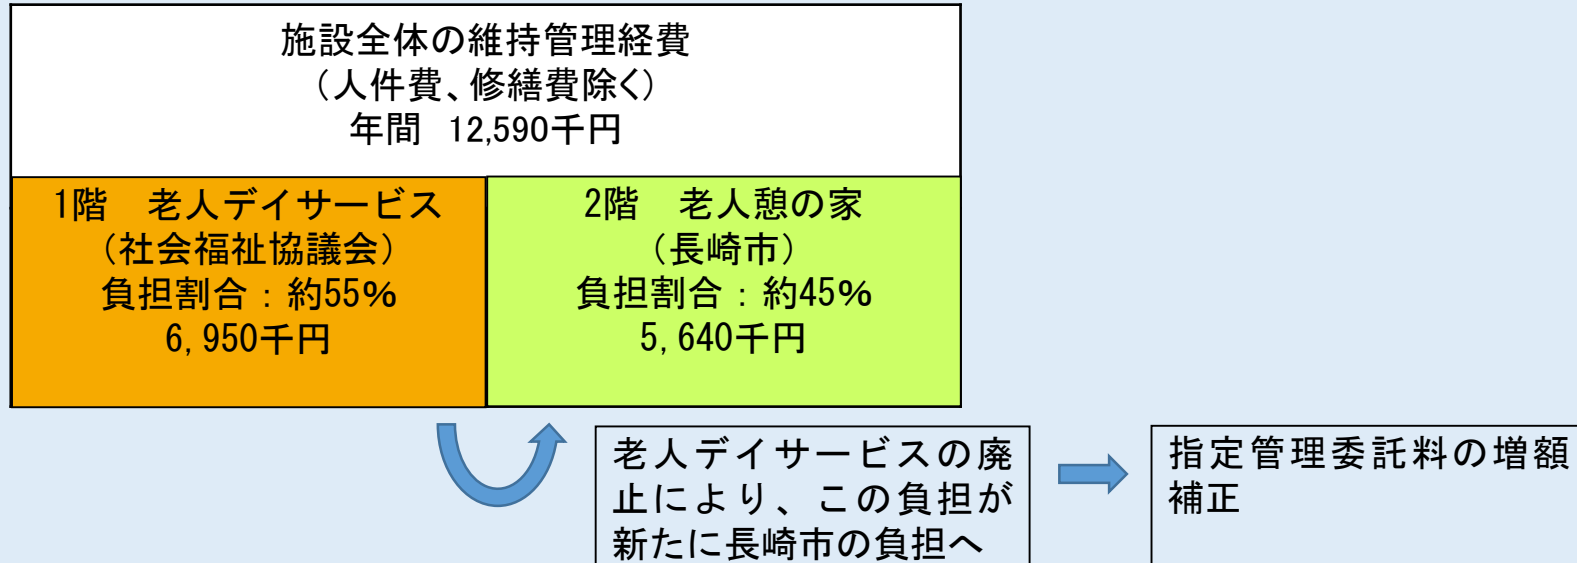 施設全体の維持管理経費
（人件費、修繕費除く）
年間　12,590千円
1階　老人デイサービス
（社会福祉協議会）
負担割合：約55%
6,950千円
2階　老人憩の家
（長崎市）
負担割合：約45%
5,640千円
老人デイサービスの廃
止により、この負担が
新たに長崎市の負担へ
指定管理委託料の増額
補正